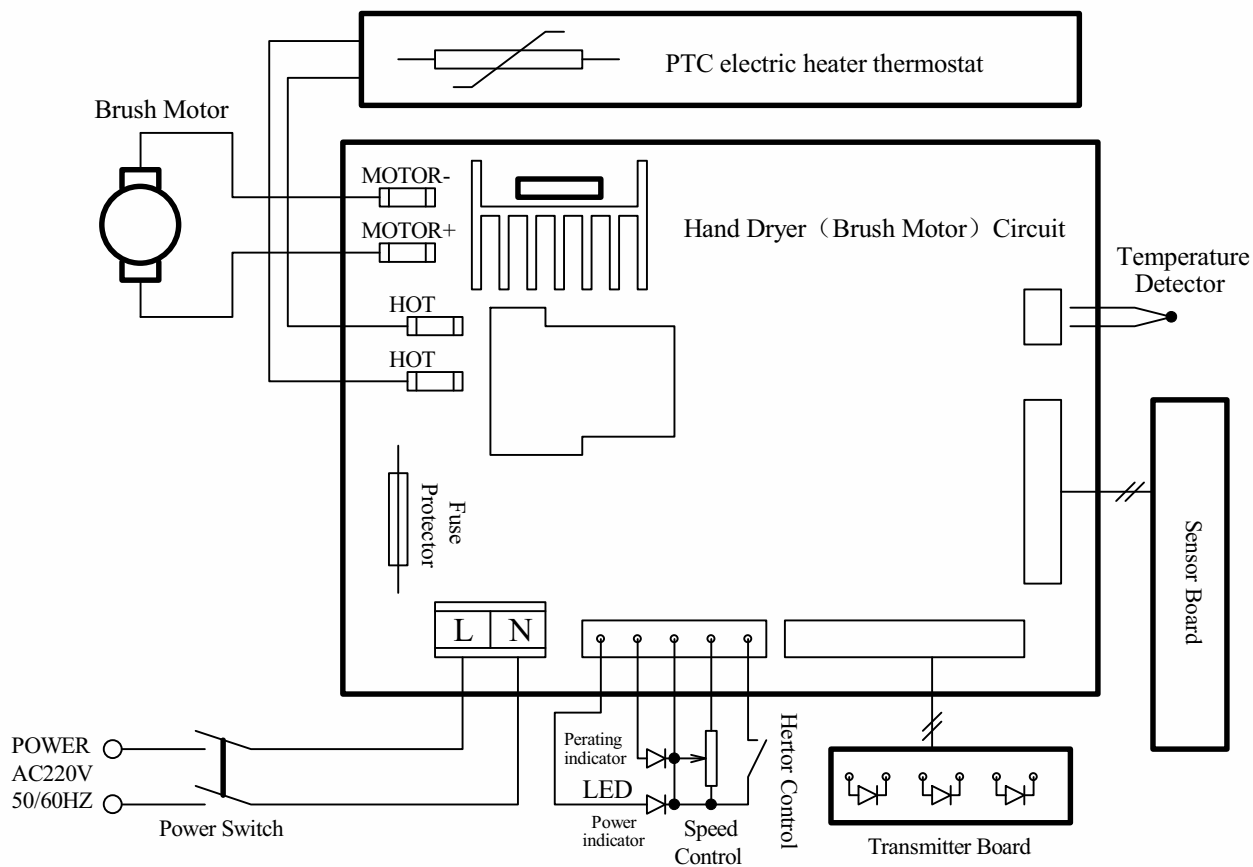 PTC electric heater thermostat
Brush Motor
MOTOR-
MOTOR+
Hand Dryer（Brush Motor）Circuit
Temperature
Detector
HOT
HOT
Fuse
Protector
Sensor Board
L N
POWER
AC220V
50/60HZ
Power Switch
Perating
indicator
LED
Power
indicator
Speed
Control
Hertor Control
Transmitter Board